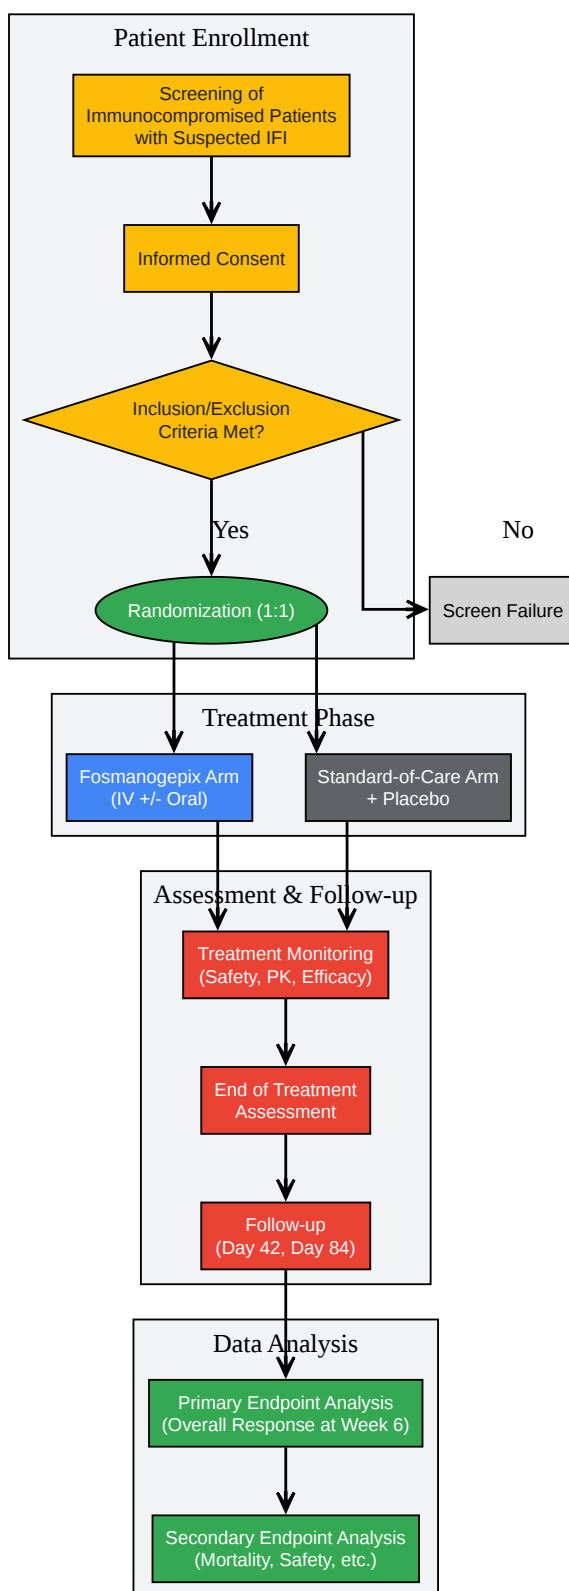 Patient Enrollment
Screening of
Immunocompromised Patients
with Suspected IFI
Informed Consent
Inclusion/Exclusion
Criteria Met?
Yes
No
Randomization (1:1)
Screen Failure
Treatment Phase
Fosmanogepix Arm
(IV +/- Oral)
Standard-of-Care Arm
+ Placebo
Assessment & Follow-up
Treatment Monitoring
(Safety, PK, Efficacy)
End of Treatment
Assessment
Follow-up
(Day 42, Day 84)
Data Analysis
Primary Endpoint Analysis
(Overall Response at Week 6)
Secondary Endpoint Analysis
(Mortality, Safety, etc.)